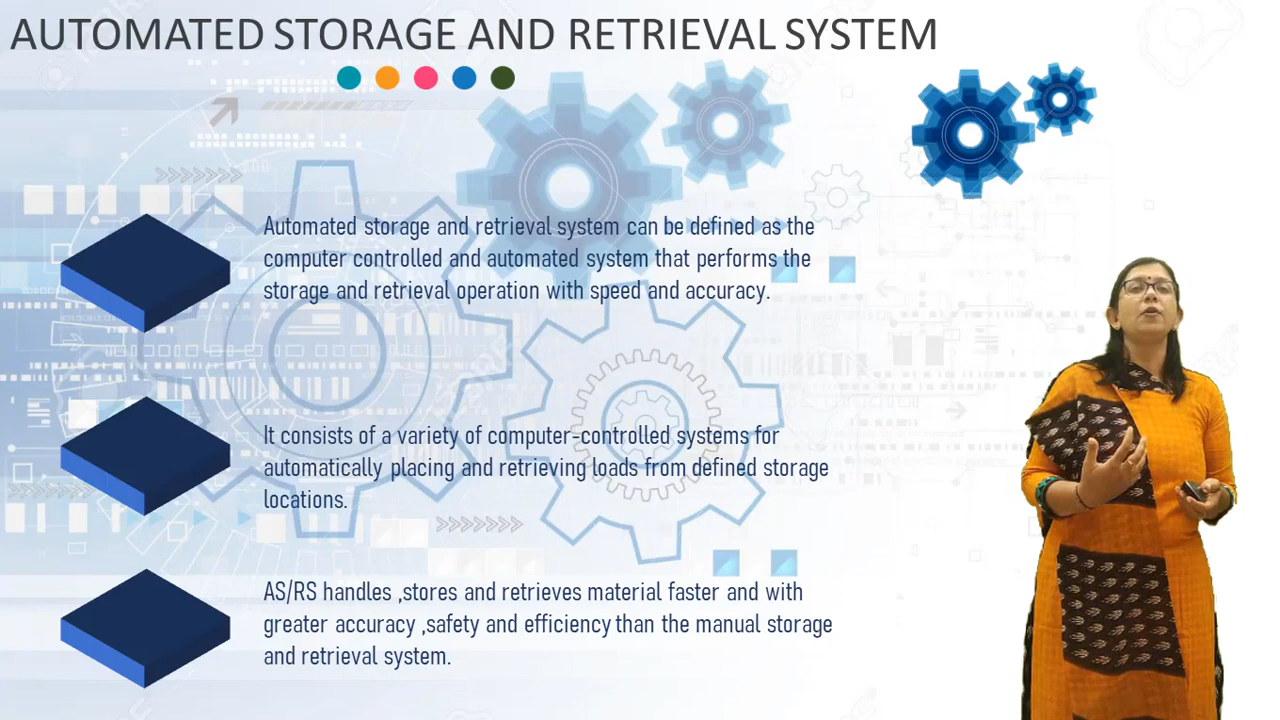 AUTOMATED STORAGE AND RETRIEVAL SYSTEM
Automated storage and retrieval system can be defined as the
computer controlled and automated system that performs the
storage and retrieval operation with speed and accuracy.
It consists of a variety of computer-controlled systems for
automatically placing and retrieving loads from defined storage
locations.
AS/RS handles ,stores and retrieves material faster and with
greater accuracy ,safety and efficiency than the manual storage
and retrieval system.